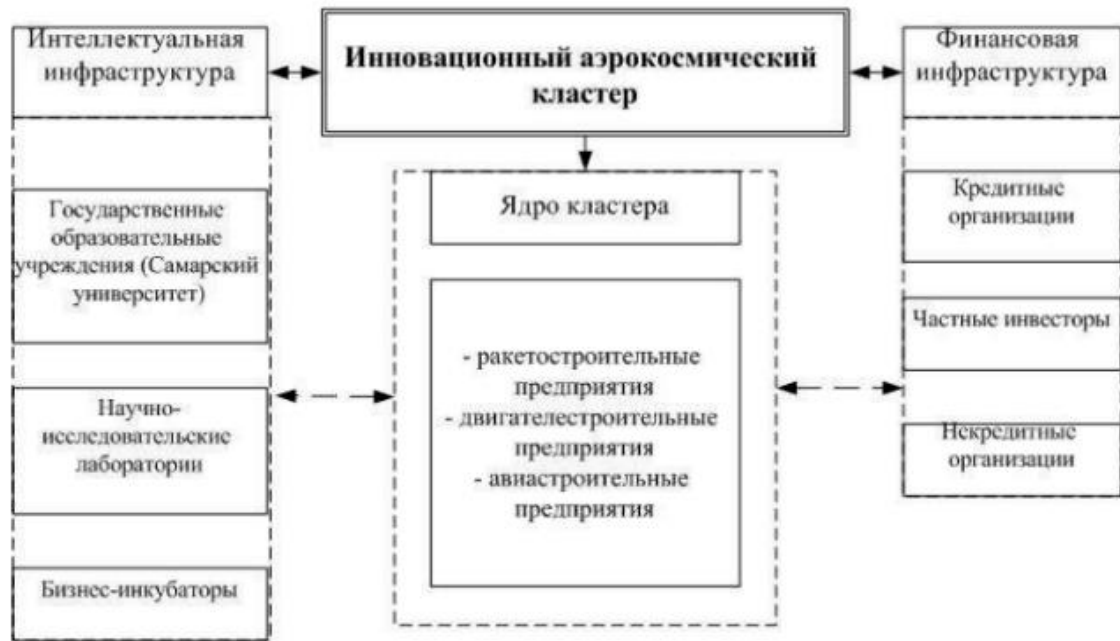 Интеллектуальная
инфраструктура
Инновационный аэрокосмический
кластер
Финансовая
инфраструктура
Государственные
образовательные
учреждения (Самарский
университет)
Научно-
исследовательские
лаборатории
Бизнес-инкубаторы
Ядро кластера
- ракетостроительные
предприятия
- двигателестроительные
предприятия
- авиастроительные
предприятия
Кредитные
организации
Частные инвесторы
Некредитные
организации